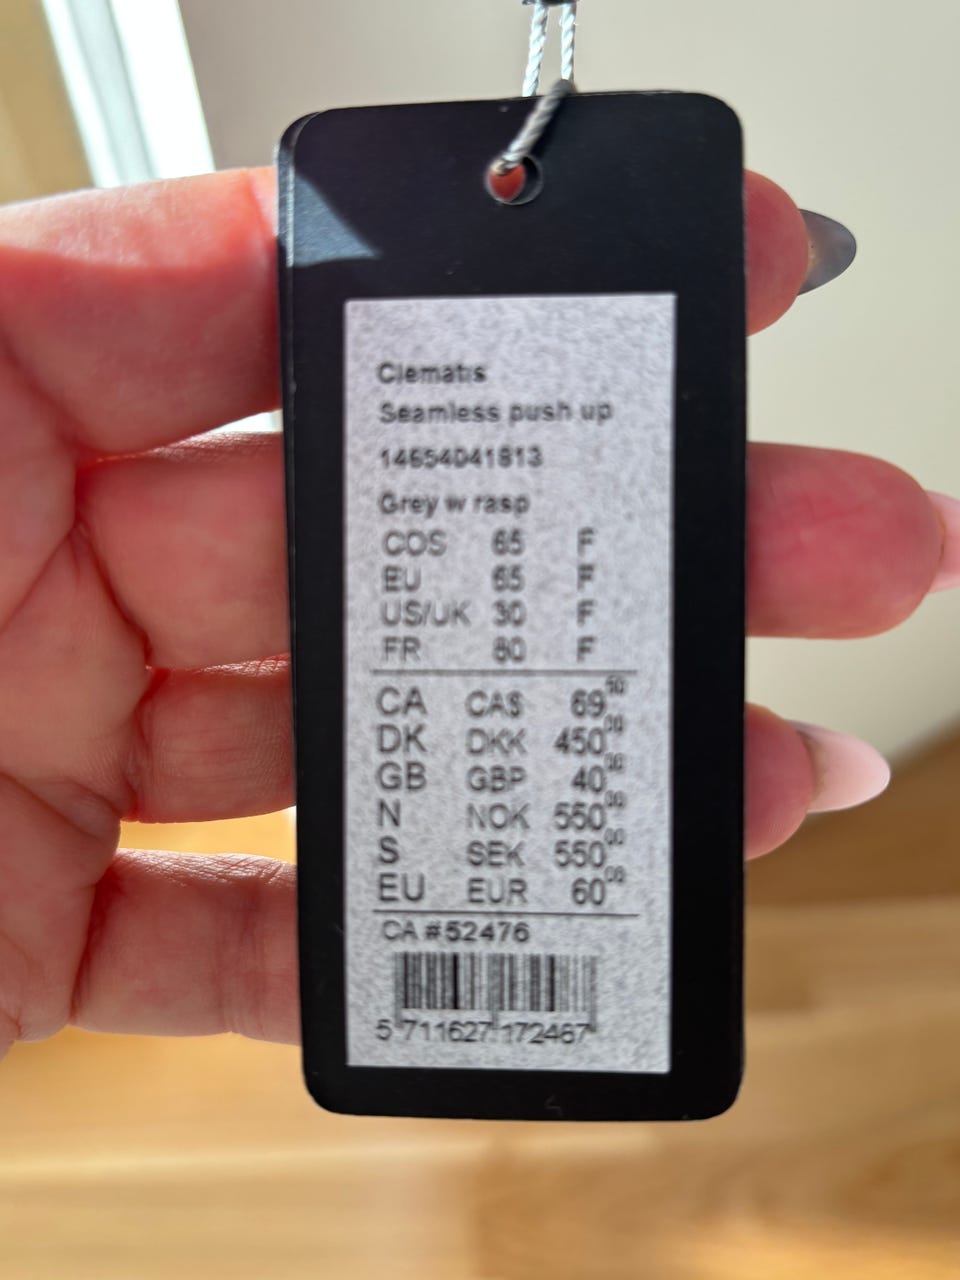 Clematis
Seamless push up
14654041813
Grey w rasp
COS 65 F
EU 65 F
US/UK 30 F
FR 80 F
CA CA$ 69 50
DK DKK 450 00
GB GBP 40 00
N NOK 550 00
S SEK 550 00
EU EUR 60 00
CA #52476
5 711627 172467